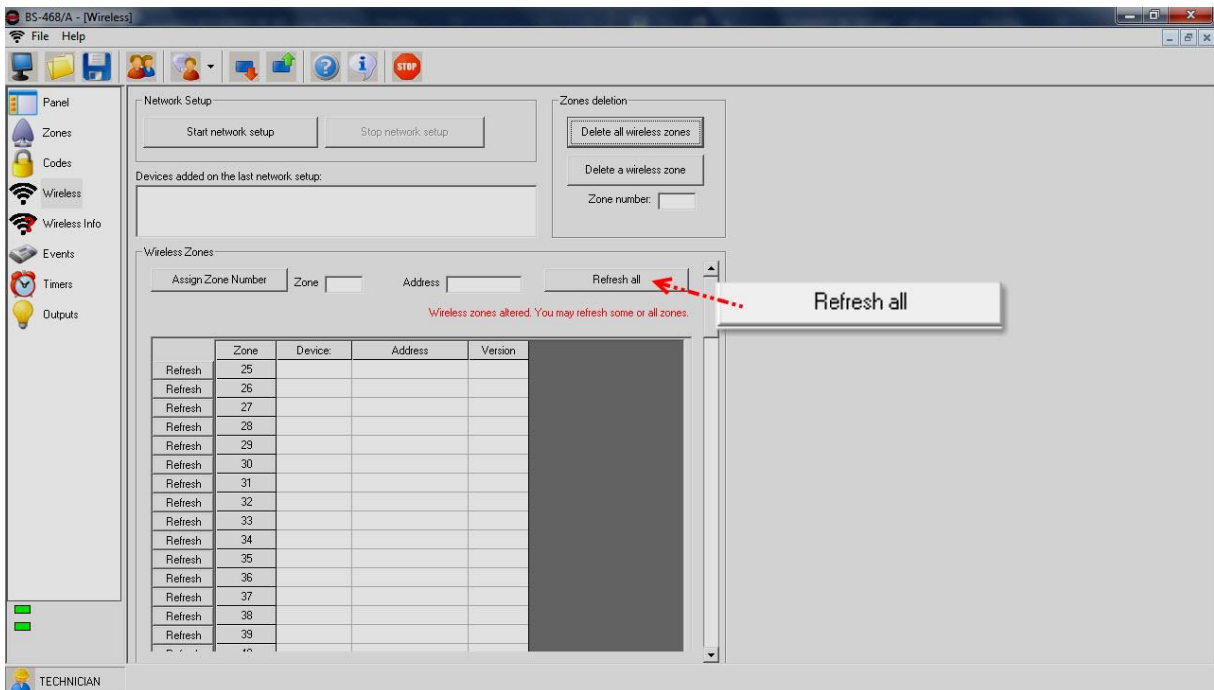 BS-468/A - [Wireless]
File Help
STOP
Panel
Zones
Codes
Wireless
Wireless Info
Events
Timers
Outputs
Network Setup
Start network setup
Stop network setup
Devices added on the last network setup:
Zones deletion
Delete all wireless zones
Delete a wireless zone
Zone number:
Wireless Zones
Assign Zone Number Zone Address Refresh all
Refresh all
Wireless zones altered. You may refresh some or all zones.
Zone Device: Address Version
Refresh 25
Refresh 26
Refresh 27
Refresh 28
Refresh 29
Refresh 30
Refresh 31
Refresh 32
Refresh 33
Refresh 34
Refresh 35
Refresh 36
Refresh 37
Refresh 38
Refresh 39
TECHNICIAN